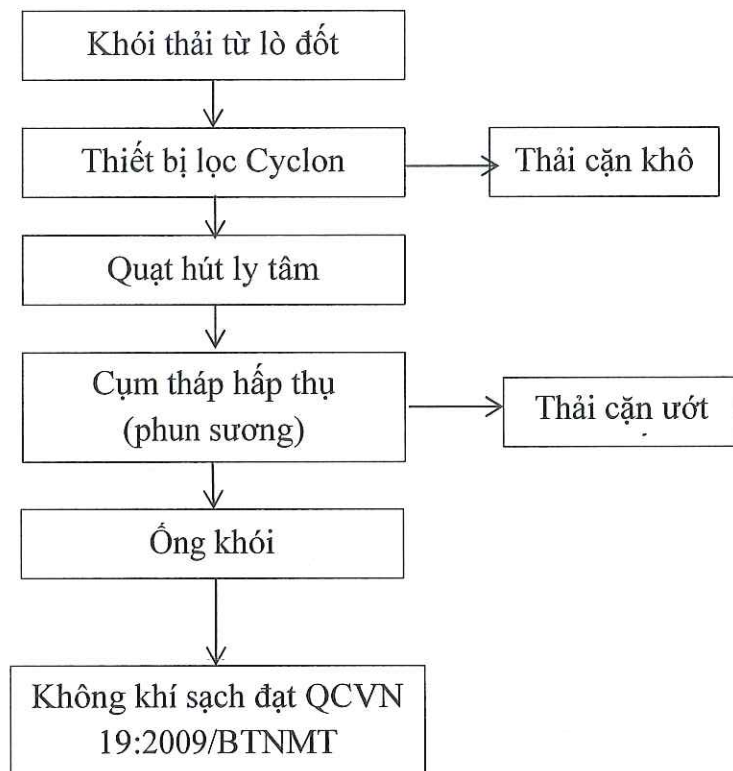 Khói thải từ lò đốt
Thiết bị lọc Cyclon
Thải cặn khô
Quạt hút ly tâm
Cụm tháp hấp thụ
(phun sương)
Thải cặn ướt
Ống khói
Không khí sạch đạt QCVN
19:2009/BTNMT